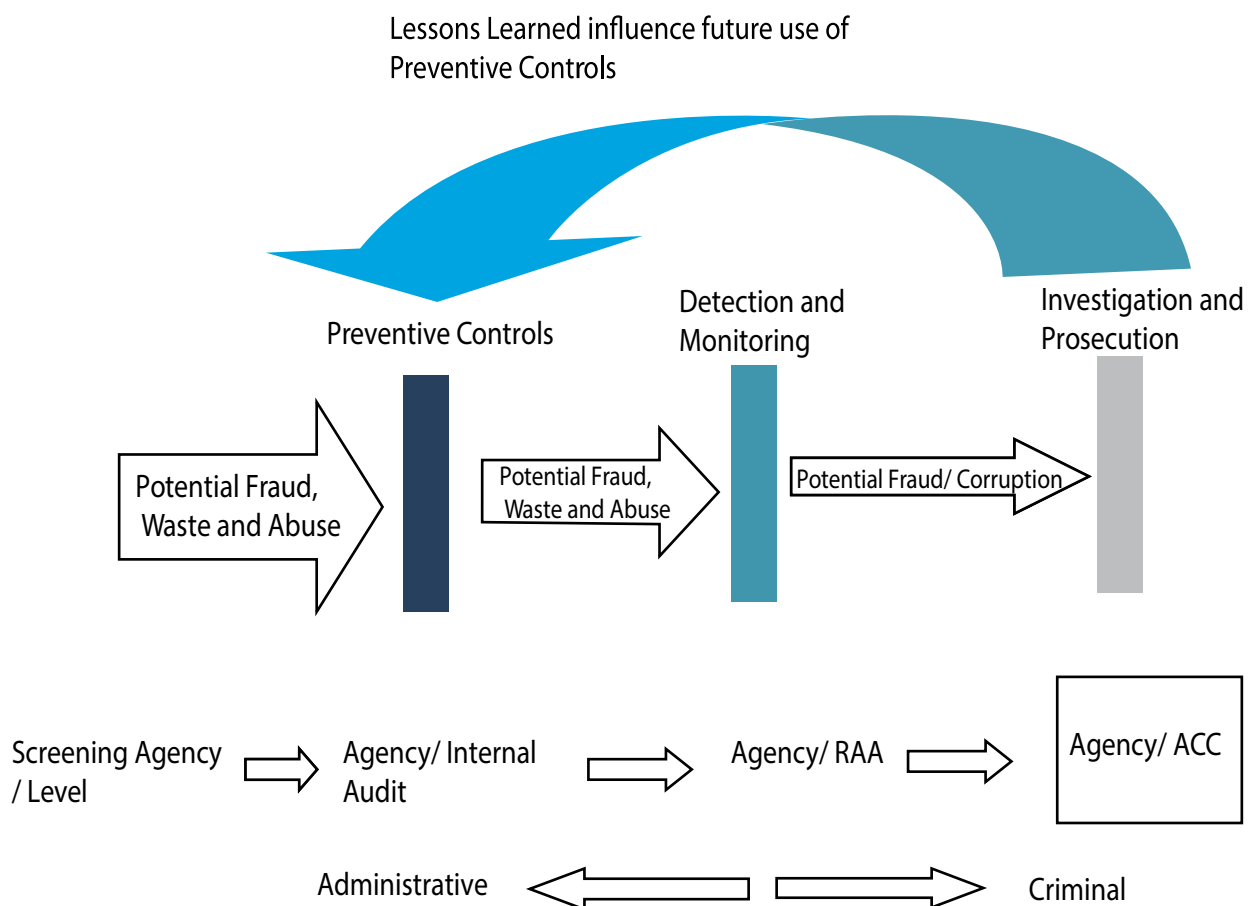 Lessons Learned influence future use of
Preventive Controls
Preventive Controls
Detection and
Monitoring
Investigation and
Prosecution
Potential Fraud,
Waste and Abuse
Potential Fraud,
Waste and Abuse
Potential Fraud/ Corruption
Screening Agency
/ Level
Agency/ Internal
Audit
Agency/ RAA
Agency/ ACC
Administrative
Criminal